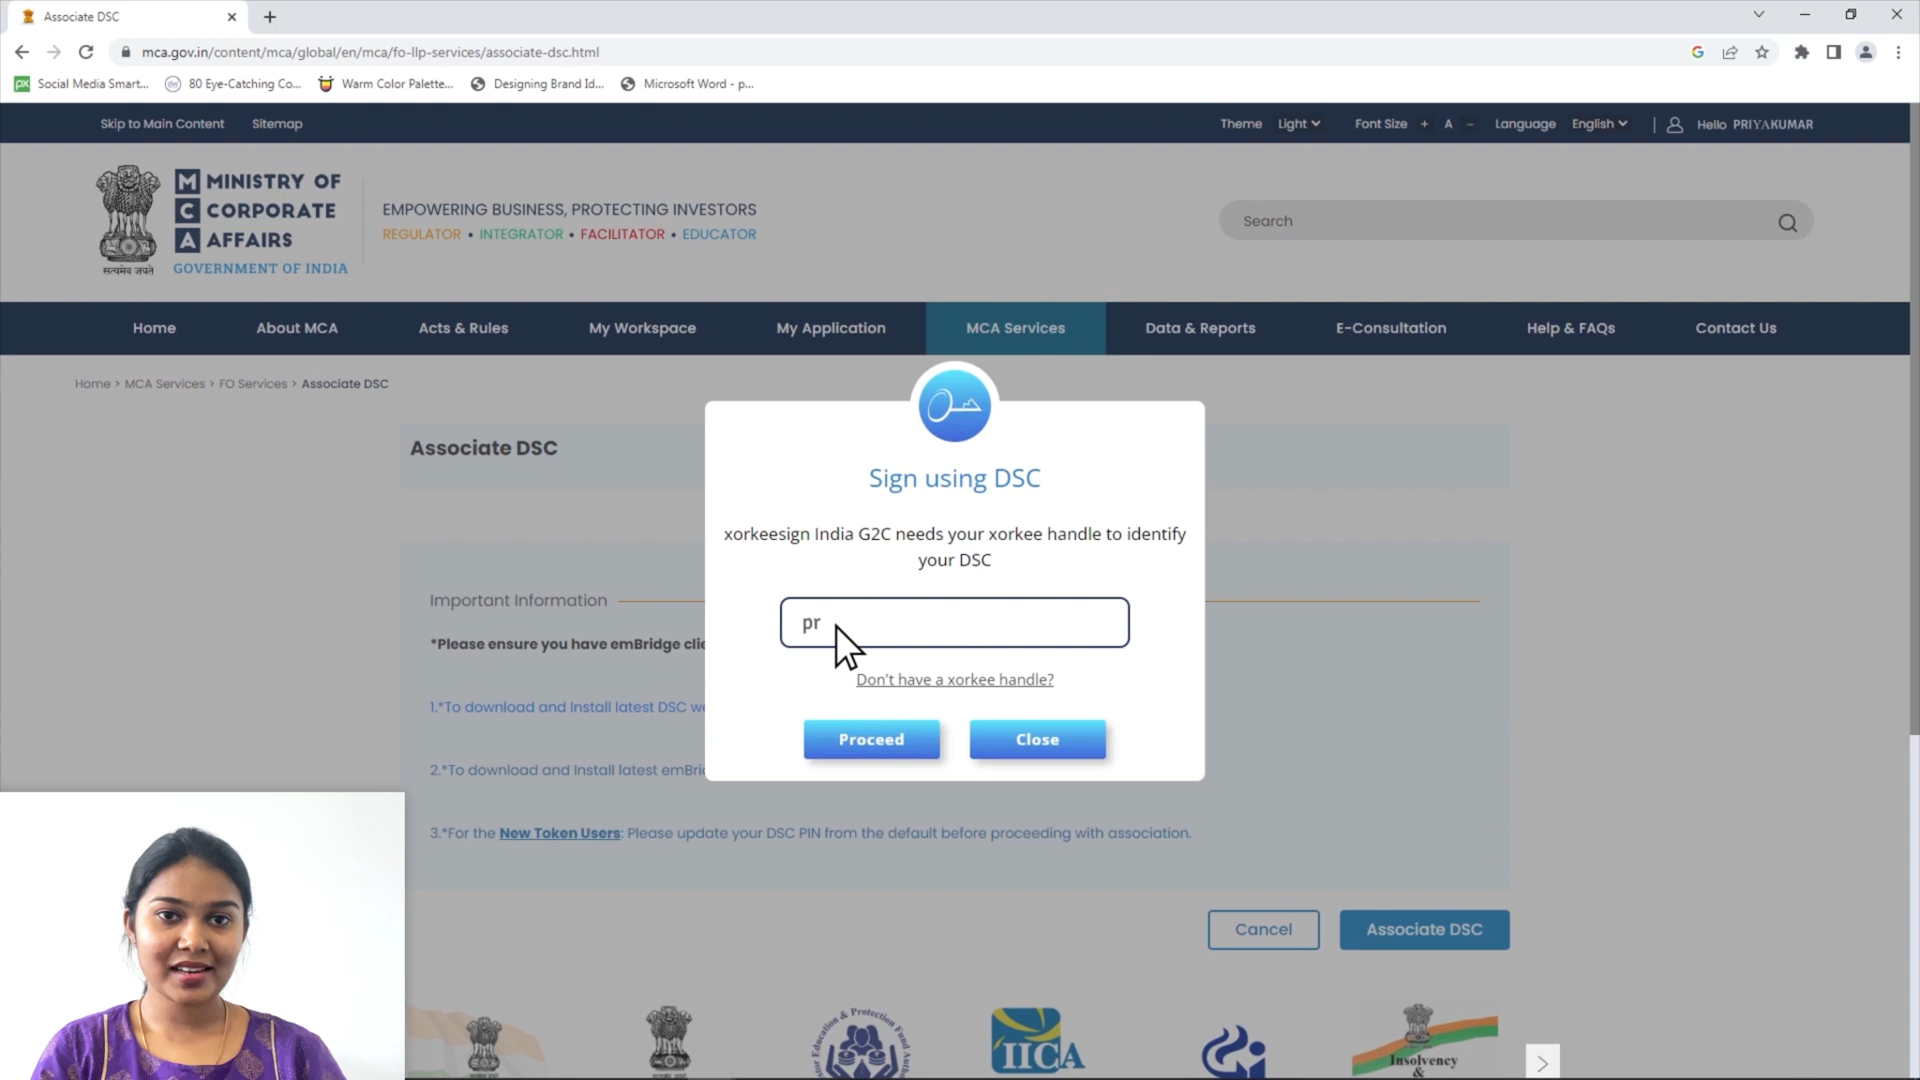 Associate DSC
mca.gov.in/content/mca/global/en/mca/fo-llp-services/associate-dsc.html
Social Media Smart... 80 Eye-Catching Co... Warm Color Palette... Designing Brand Id... Microsoft Word - p...
Skip to Main Content Sitemap Theme Light Font Size + A - Language English | Hello PRIYAKUMAR
M MINISTRY OF
C CORPORATE
A AFFAIRS
GOVERNMENT OF INDIA
सत्यमेव जयते
EMPOWERING BUSINESS, PROTECTING INVESTORS
REGULATOR • INTEGRATOR • FACILITATOR • EDUCATOR
Search
Home About MCA Acts & Rules My Workspace My Application MCA Services Data & Reports E-Consultation Help & FAQs Contact Us
Home > MCA Services > FO Services > Associate DSC
Associate DSC
Sign using DSC
xorkeesign India G2C needs your xorkee handle to identify
your DSC
pr
Don't have a xorkee handle?
Proceed Close
Important Information
*Please ensure you have emBridge
1.*To download and Install latest DSC
2.*To download and Install latest
3.*For the New Token Users: Please update your DSC PIN from the default before proceeding with association.
Cancel Associate DSC
Education & Protection Fund
IICA
Insolvency
&